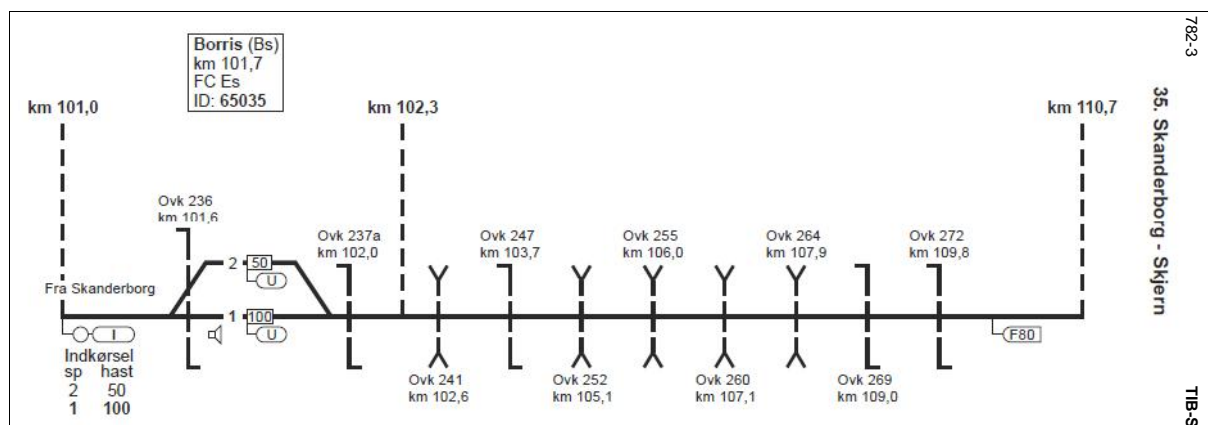 782-3
35. Skanderborg - Skjern
TIB-S
Borris (Bs)
km 101,7
FC Es
ID: 65035
km 101,0
km 102,3
km 110,7
Ovk 236
km 101,6
Ovk 237a
km 102,0
Ovk 247
km 103,7
Ovk 255
km 106,0
Ovk 264
km 107,9
Ovk 272
km 109,8
2 50
U
Fra Skanderborg
1 100
U
I
F80
Indkørsel
sp hast
2 50
1 100
Ovk 241
km 102,6
Ovk 252
km 105,1
Ovk 260
km 107,1
Ovk 269
km 109,0